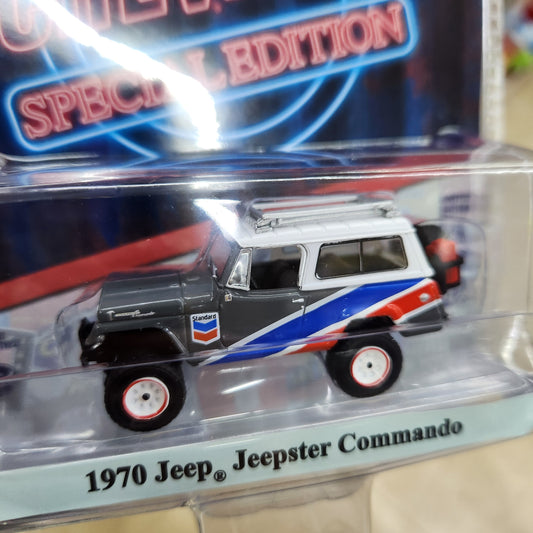 SPECIAL EDITION
Standard
1970 Jeep® Jeepster Commando